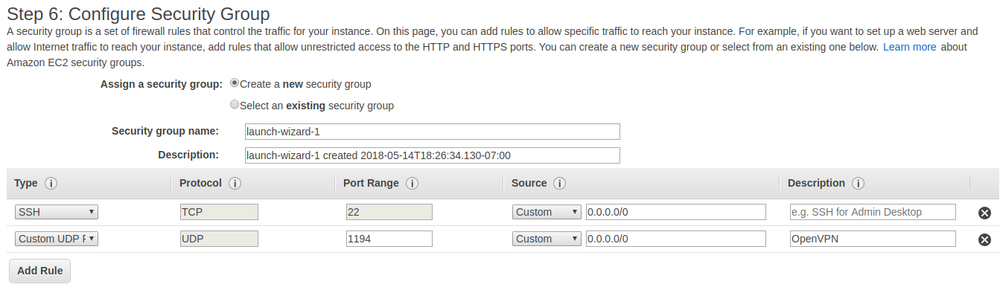 Step 6: Configure Security Group
A security group is a set of firewall rules that control the traffic for your instance. On this page, you can add rules to allow specific traffic to reach your instance. For example, if you want to set up a web server and
allow Internet traffic to reach your instance, add rules that allow unrestricted access to the HTTP and HTTPS ports. You can create a new security group or select from an existing one below. Learn more about
Amazon EC2 security groups.
Assign a security group: Create a new security group
Select an existing security group
Security group name: launch-wizard-1
Description: launch-wizard-1 created 2018-05-14T18:26:34.130-07:00
Type i Protocol i Port Range i Source i Description i
SSH TCP 22 Custom 0.0.0.0/0 e.g. SSH for Admin Desktop
Custom UDP UDP 1194 Custom 0.0.0.0/0 OpenVPN
Add Rule